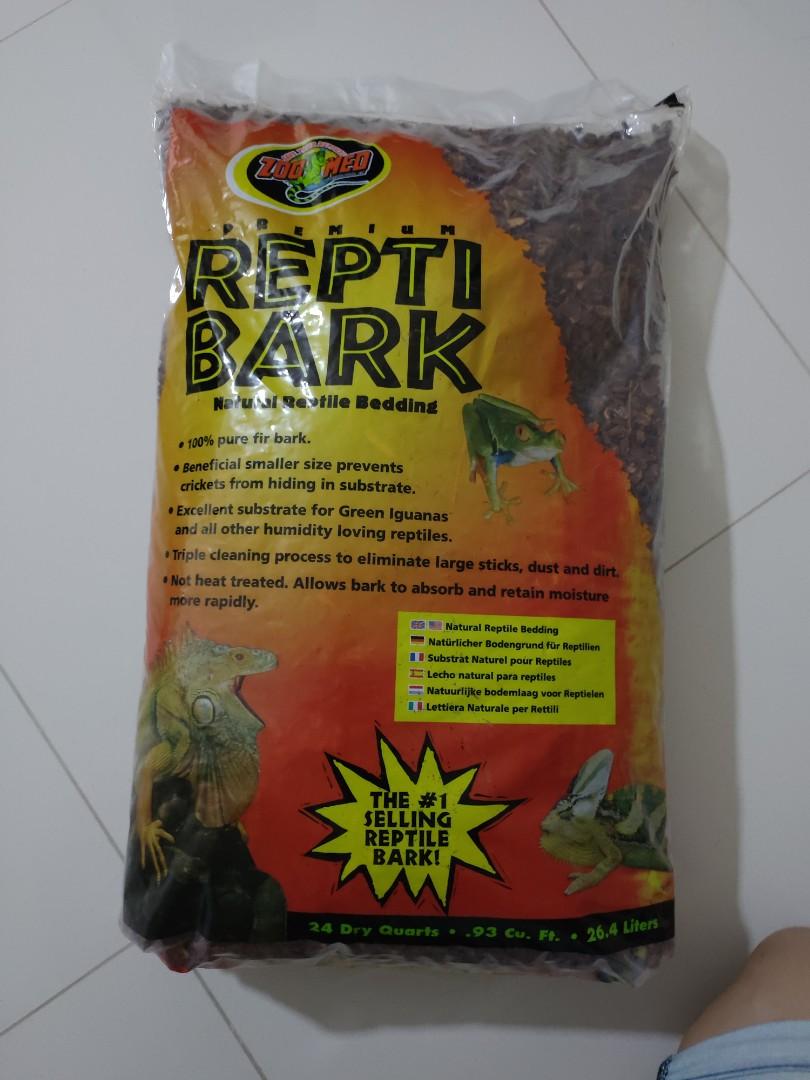 ZOO MED
PREMIUM
REPTI
BARK
Natural Reptile Bedding
• 100% pure fir bark.
• Beneficial smaller size prevents
crickets from hiding in substrate.
• Excellent substrate for Green Iguanas
and all other humidity loving reptiles.
• Triple cleaning process to eliminate large sticks, dust and dirt.
• Not heat treated. Allows bark to absorb and retain moisture
more rapidly.
Natural Reptile Bedding
Natürlicher Bodengrund für Reptilien
Substrat Naturel pour Reptiles
Lecho natural para reptiles
Natuurlijke bodemlaag voor Reptielen
Lettiera Naturale per Rettili
THE #1
SELLING
REPTILE
BARK!
24 Dry Quarts • .93 Cu. Ft. • 26.4 Liters